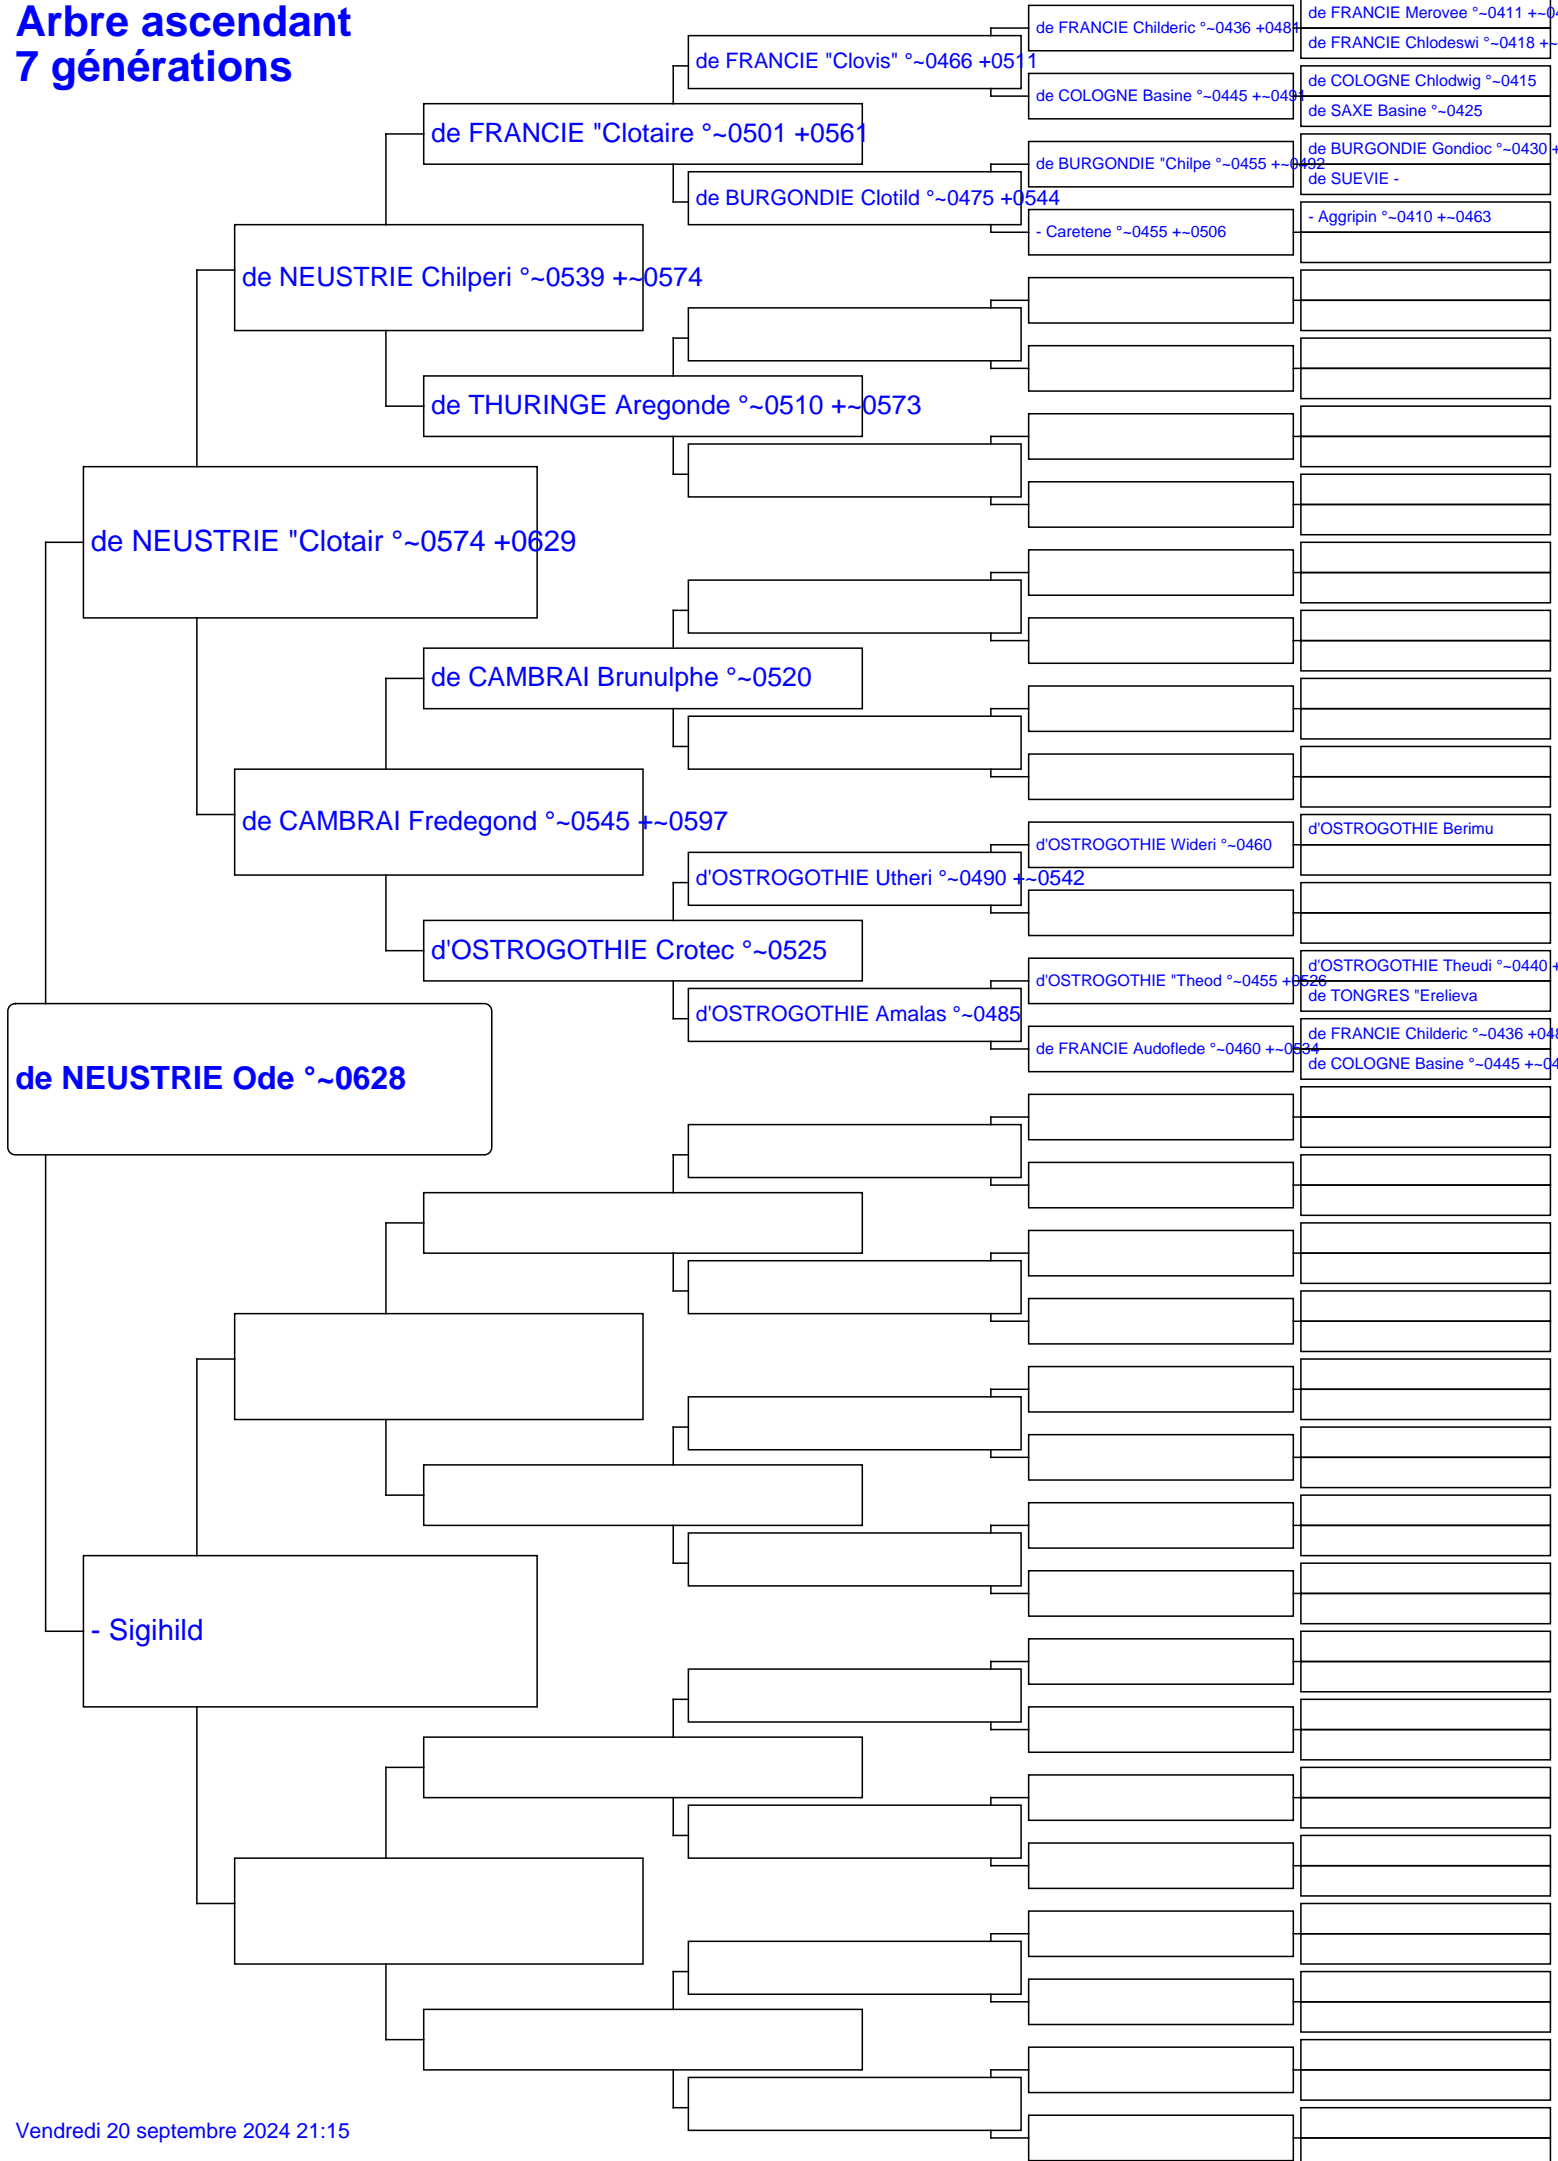 Arbre ascendant
7 générations
de NEUSTRIE Ode °~0628
de NEUSTRIE "Clotair °~0574 +0629
- Sigihild
de NEUSTRIE Chilperi °~0539 +~0574
de CAMBRAI Fredegond °~0545 +~0597
de FRANCIE "Clotaire °~0501 +0561
de THURINGE Aregonde °~0510 +~0573
de CAMBRAI Brunulphe °~0520
d'OSTROGOTHIE Crotec °~0525
de FRANCIE "Clovis" °~0466 +0511
de BURGONDIE Clotild °~0475 +0544
d'OSTROGOTHIE Utheri °~0490 +~0542
d'OSTROGOTHIE Amalas °~0485
de FRANCIE Childeric °~0436 +0481
de COLOGNE Basine °~0445 +~0491
de BURGONDIE "Chilpe °~0455 +~0492
- Caretene °~0455 +~0506
d'OSTROGOTHIE Wideri °~0460
d'OSTROGOTHIE "Theod °~0455 +0526
de FRANCIE Audoflede °~0460 +~0534
de FRANCIE Merovee °~0411 +~04
de FRANCIE Chlodeswi °~0418 +~
de COLOGNE Chlodwig °~0415
de SAXE Basine °~0425
de BURGONDIE Gondioc °~0430 +
de SUEVIE -
- Aggripin °~0410 +~0463
d'OSTROGOTHIE Berimu
d'OSTROGOTHIE Theudi °~0440 +
de TONGRES "Erelieva
de FRANCIE Childeric °~0436 +048
de COLOGNE Basine °~0445 +~04
Vendredi 20 septembre 2024 21:15